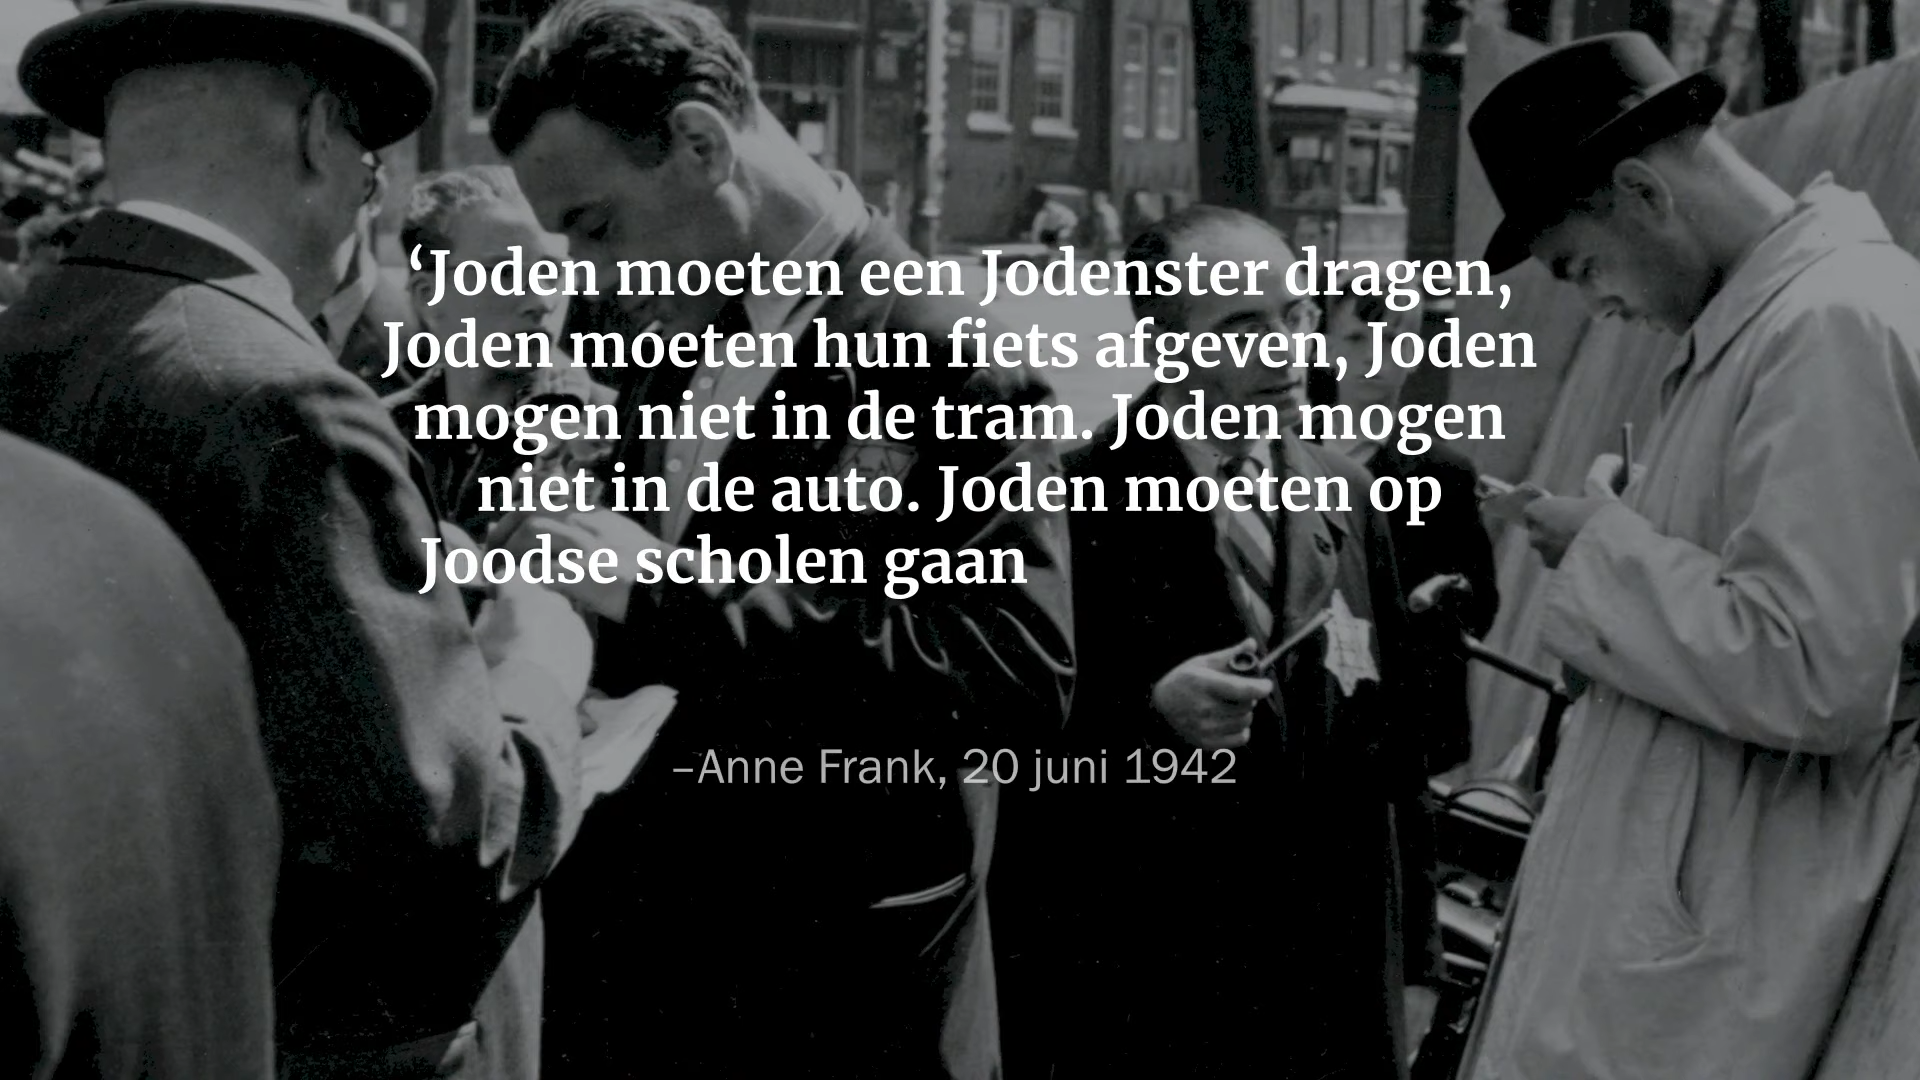 ‘Joden moeten een Jodenster dragen,
Joden moeten hun fiets afgeven, Joden
mogen niet in de tram. Joden mogen
niet in de auto. Joden moeten op
Joodse scholen gaan
–Anne Frank, 20 juni 1942